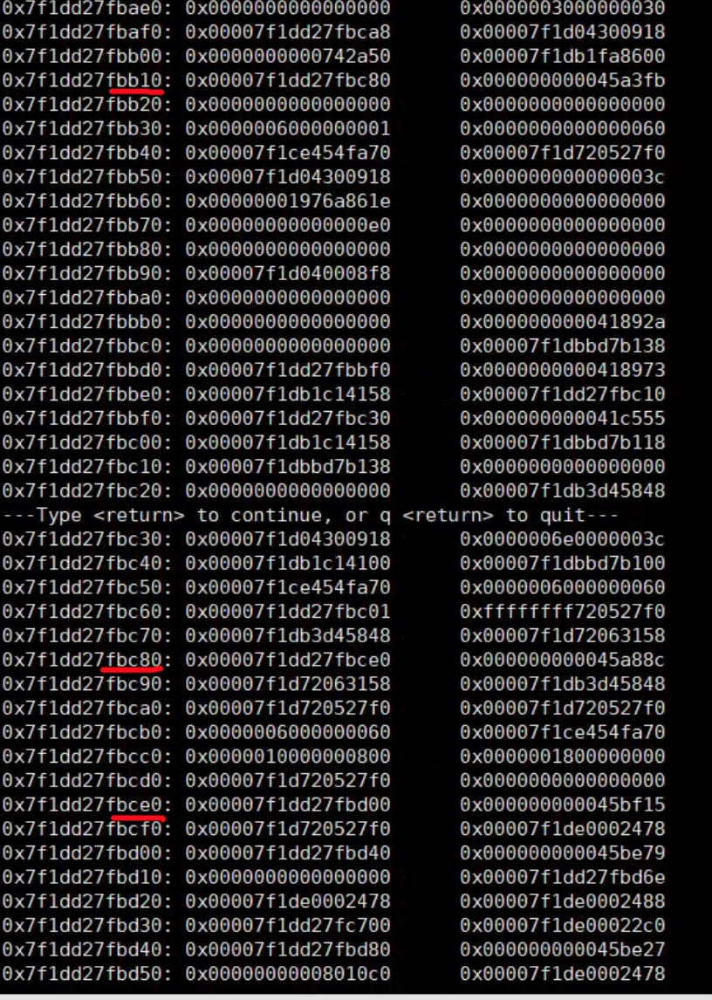 0x7f1dd27fbae0: 0x0000000000000000 0x0000003000000030
0x7f1dd27fbaf0: 0x00007f1dd27fbca8 0x00007f1d04300918
0x7f1dd27fbb00: 0x0000000000742a50 0x00007f1db1fa8600
0x7f1dd27fbb10: 0x00007f1dd27fbc80 0x000000000045a3fb
0x7f1dd27fbb20: 0x0000000000000000 0x0000000000000000
0x7f1dd27fbb30: 0x0000006000000001 0x0000000000000060
0x7f1dd27fbb40: 0x00007f1ce454fa70 0x00007f1d720527f0
0x7f1dd27fbb50: 0x00007f1d04300918 0x000000000000003c
0x7f1dd27fbb60: 0x00000001976a861e 0x0000000000000000
0x7f1dd27fbb70: 0x00000000000000e0 0x0000000000000000
0x7f1dd27fbb80: 0x0000000000000000 0x0000000000000000
0x7f1dd27fbb90: 0x00007f1d040008f8 0x0000000000000000
0x7f1dd27fbba0: 0x0000000000000000 0x0000000000000000
0x7f1dd27fbbb0: 0x0000000000000000 0x000000000041892a
0x7f1dd27fbbc0: 0x0000000000000000 0x00007f1dbbd7b138
0x7f1dd27fbbd0: 0x00007f1dd27fbbf0 0x0000000000418973
0x7f1dd27fbbe0: 0x00007f1db1c14158 0x00007f1dd27fbc10
0x7f1dd27fbbf0: 0x00007f1dd27fbc30 0x000000000041c555
0x7f1dd27fbc00: 0x00007f1db1c14158 0x00007f1dbbd7b118
0x7f1dd27fbc10: 0x00007f1dbbd7b138 0x0000000000000000
0x7f1dd27fbc20: 0x0000000000000000 0x00007f1db3d45848
---Type <return> to continue, or q <return> to quit---
0x7f1dd27fbc30: 0x00007f1d04300918 0x0000006e0000003c
0x7f1dd27fbc40: 0x00007f1db1c14100 0x00007f1dbbd7b100
0x7f1dd27fbc50: 0x00007f1ce454fa70 0x0000006000000060
0x7f1dd27fbc60: 0x00007f1dd27fbc01 0xffffffff720527f0
0x7f1dd27fbc70: 0x00007f1db3d45848 0x00007f1d72063158
0x7f1dd27fbc80: 0x00007f1dd27fbce0 0x000000000045a88c
0x7f1dd27fbc90: 0x00007f1d72063158 0x00007f1db3d45848
0x7f1dd27fbca0: 0x00007f1d720527f0 0x00007f1d720527f0
0x7f1dd27fbcb0: 0x0000006000000060 0x00007f1ce454fa70
0x7f1dd27fbcc0: 0x0000010000000800 0x0000001800000000
0x7f1dd27fbcd0: 0x00007f1d720527f0 0x0000000000000000
0x7f1dd27fbce0: 0x00007f1dd27fbd00 0x000000000045bf15
0x7f1dd27fbcf0: 0x00007f1d720527f0 0x00007f1de0002478
0x7f1dd27fbd00: 0x00007f1dd27fbd40 0x000000000045be79
0x7f1dd27fbd10: 0x0000000000000000 0x00007f1dd27fbd6e
0x7f1dd27fbd20: 0x00007f1de0002478 0x00007f1de0002488
0x7f1dd27fbd30: 0x00007f1dd27fc700 0x00007f1de00022c0
0x7f1dd27fbd40: 0x00007f1dd27fbd80 0x000000000045be27
0x7f1dd27fbd50: 0x00000000008010c0 0x00007f1de0002478